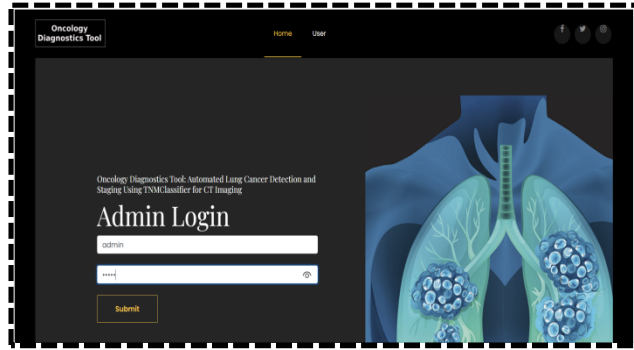 Oncology
Diagnostics Tool
Home
User
Oncology Diagnostics Tool: Automated Lung Cancer Detection and
Staging Using TNMClassifier for CT Imaging
Admin Login
admin
•••••
Submit